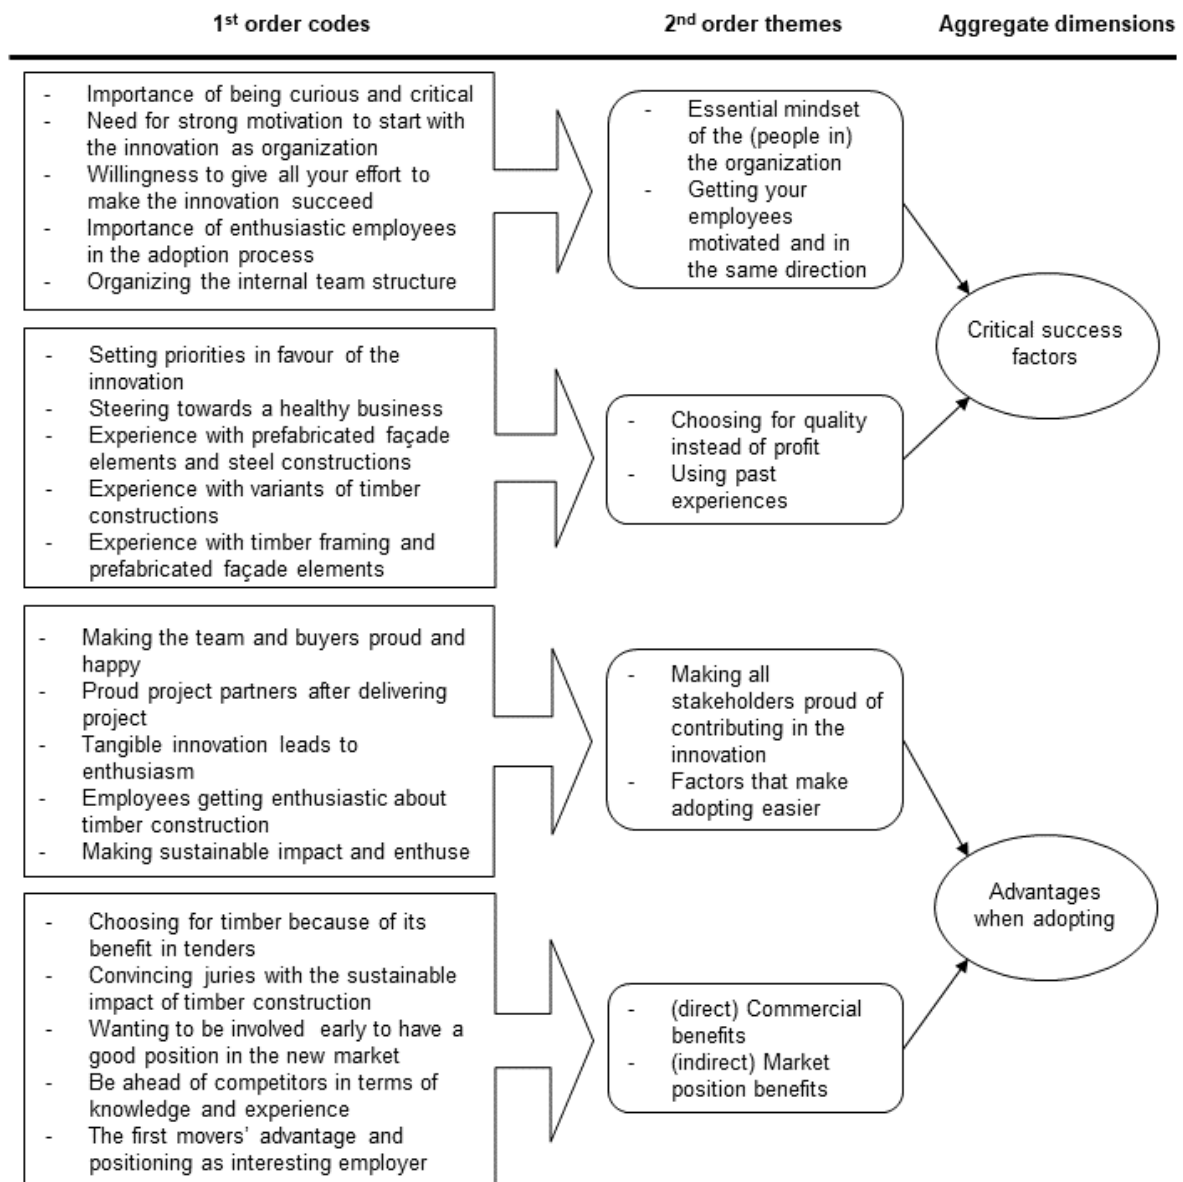 1st order codes
2nd order themes
Aggregate dimensions
- Importance of being curious and critical
- Need for strong motivation to start with
the innovation as organization
- Willingness to give all your effort to
make the innovation succeed
- Importance of enthusiastic employees
in the adoption process
- Organizing the internal team structure
- Essential mindset
of the (people in)
the organization
- Getting your
employees
motivated and in
the same direction
- Setting priorities in favour of the
innovation
- Steering towards a healthy business
- Experience with prefabricated façade
elements and steel constructions
- Experience with variants of timber
constructions
- Experience with timber framing and
prefabricated façade elements
- Choosing for quality
instead of profit
- Using past
experiences
Critical success
factors
- Making the team and buyers proud and
happy
- Proud project partners after delivering
project
- Tangible innovation leads to
enthusiasm
- Employees getting enthusiastic about
timber construction
- Making sustainable impact and enthuse
- Making all
stakeholders proud of
contributing in the
innovation
- Factors that make
adopting easier
- Choosing for timber because of its
benefit in tenders
- Convincing juries with the sustainable
impact of timber construction
- Wanting to be involved early to have a
good position in the new market
- Be ahead of competitors in terms of
knowledge and experience
- The first movers’ advantage and
positioning as interesting employer
- (direct) Commercial
benefits
- (indirect) Market
position benefits
Advantages
when adopting